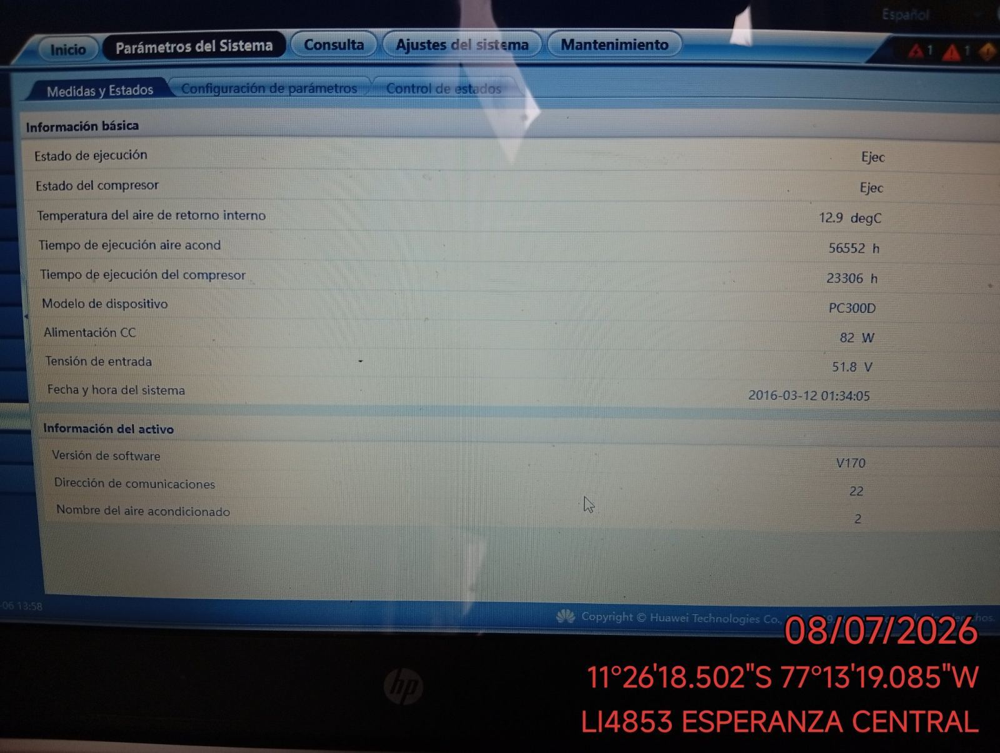 Español
Inicio Parámetros del Sistema Consulta Ajustes del sistema Mantenimiento 1 1
Medidas y Estados Configuración de parámetros Control de estados
Información básica
Estado de ejecución Ejec
Estado del compresor Ejec
Temperatura del aire de retorno interno 12.9 degC
Tiempo de ejecución aire acond 56552 h
Tiempo de ejecución del compresor 23306 h
Modelo de dispositivo PC300D
Alimentación CC 82 W
Tensión de entrada 51.8 V
Fecha y hora del sistema 2016-03-12 01:34:05
Información del activo
Versión de software V170
Dirección de comunicaciones 22
Nombre del aire acondicionado 2
-06 13:58
Copyright © Huawei Technologies Co.,
08/07/2026
11°26'18.502"S 77°13'19.085"W
LI4853 ESPERANZA CENTRAL
hp